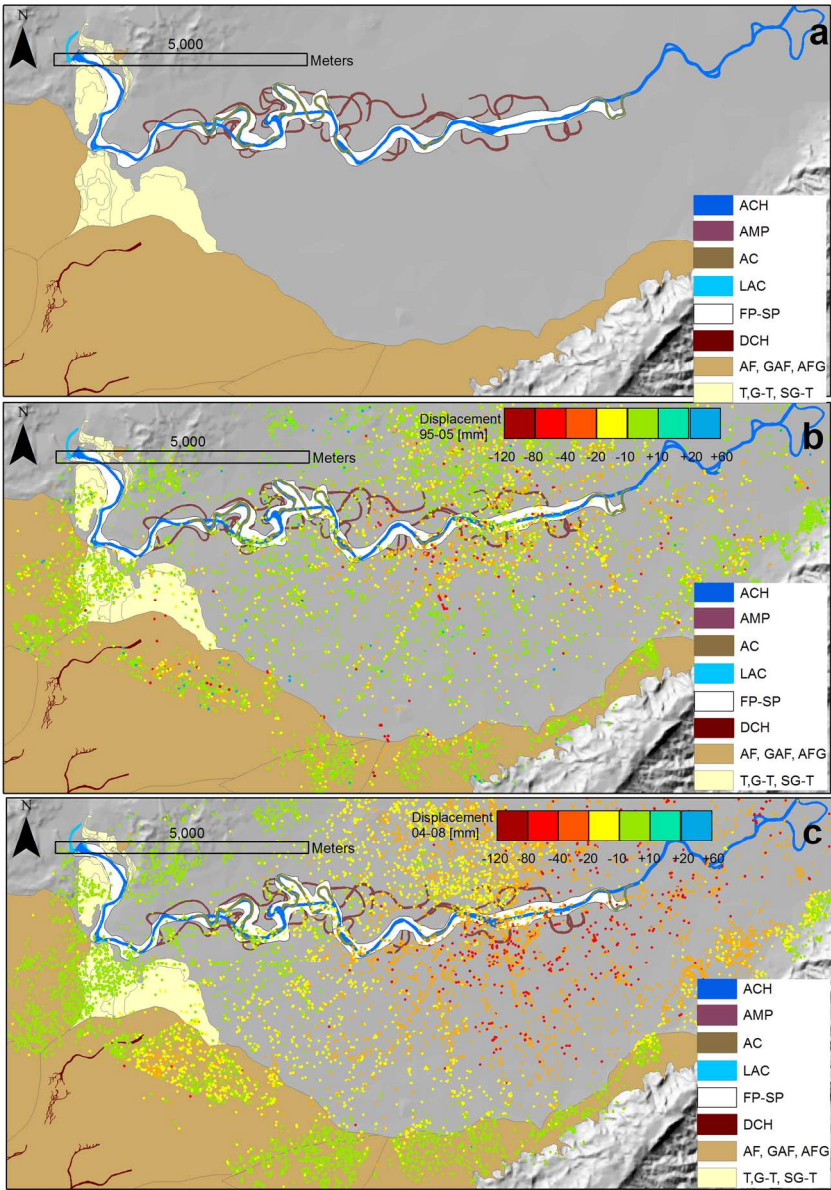 N
a
5,000
Meters
ACH
AMP
AC
LAC
FP-SP
DCH
AF, GAF, AFG
T,G-T, SG-T
N
Displacement
95-05 [mm]
-120 -80 -40 -20 -10 +10 +20 +60
b
5,000
Meters
ACH
AMP
AC
LAC
FP-SP
DCH
AF, GAF, AFG
T,G-T, SG-T
N
Displacement
04-08 [mm]
-120 -80 -40 20 -10 +10 +20 +60
c
5,000
Meters
ACH
AMP
AC
LAC
FP-SP
DCH
AF, GAF, AFG
T,G-T, SG-T